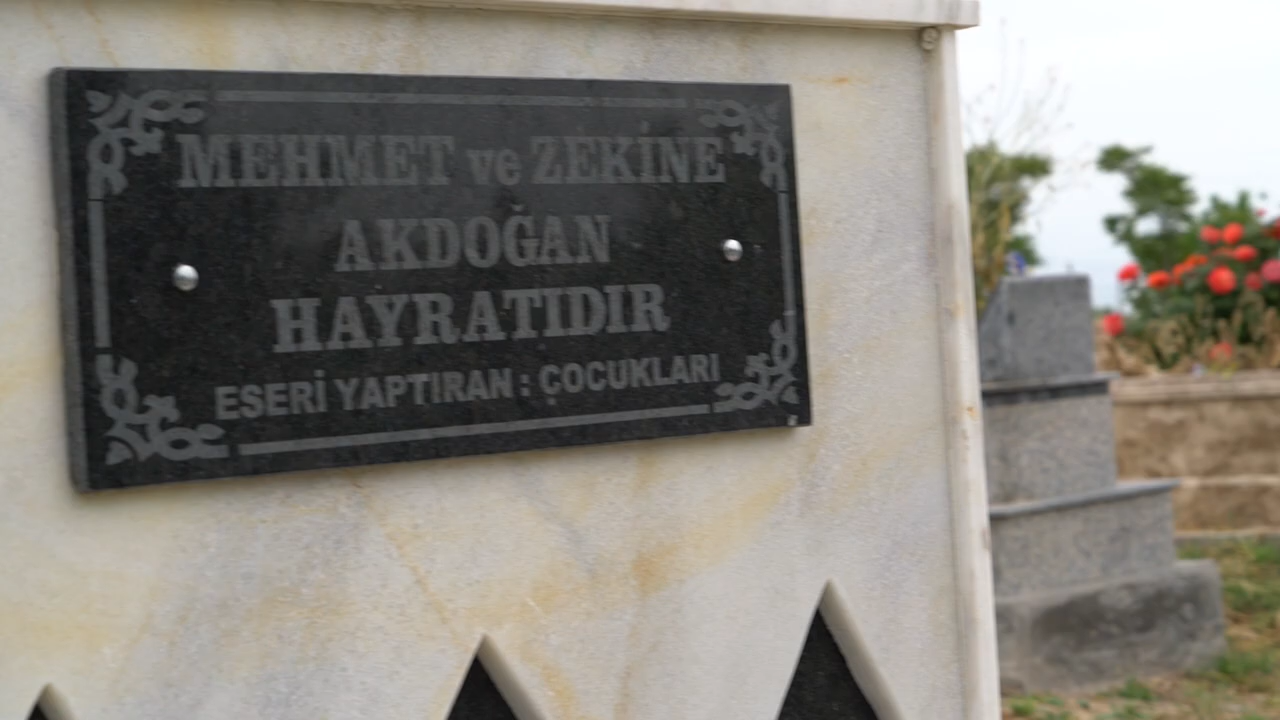 MEHMET ve ZEKİNE
AKDOĞAN
HAYRATIDIR
ESERİ YAPTIRAN : ÇOCUKLARI